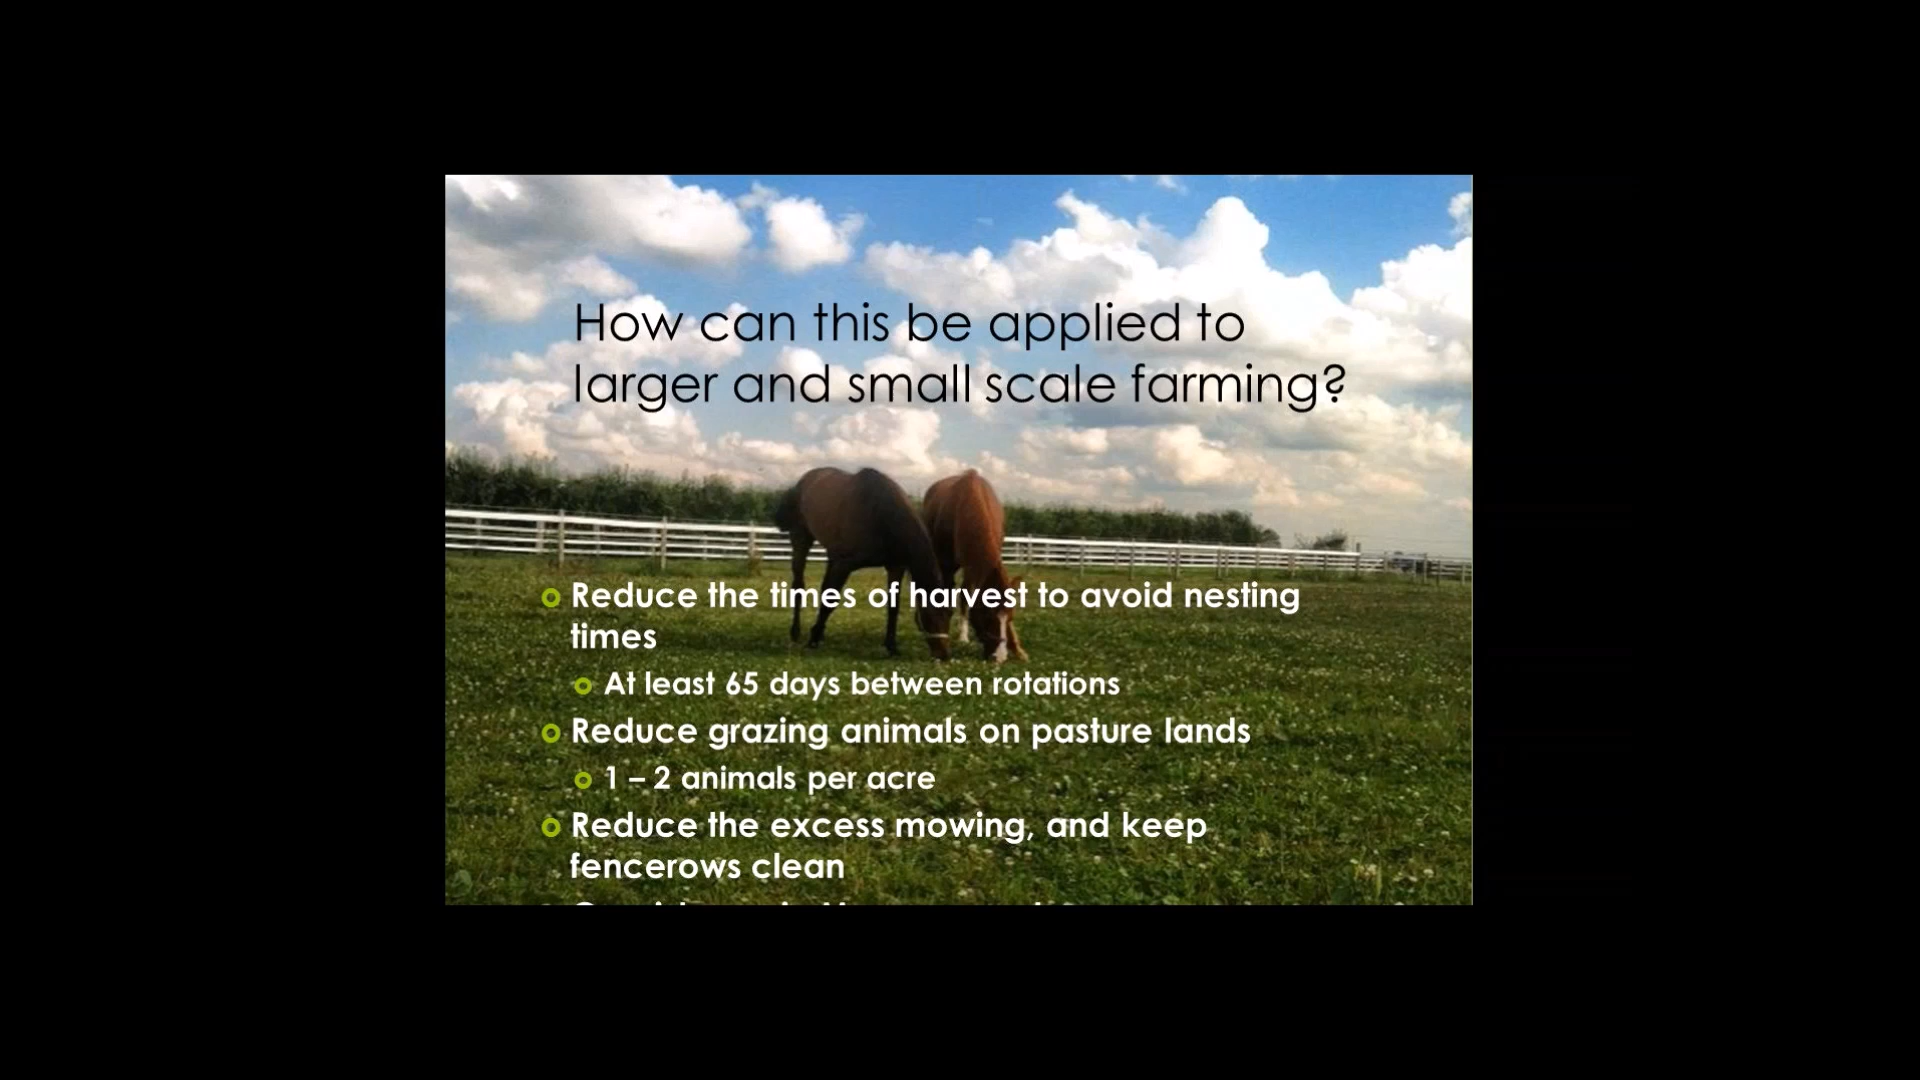 How can this be applied to
larger and small scale farming?
Reduce the times of harvest to avoid nesting
times
At least 65 days between rotations
Reduce grazing animals on pasture lands
1 – 2 animals per acre
Reduce the excess mowing, and keep
fencerows clean